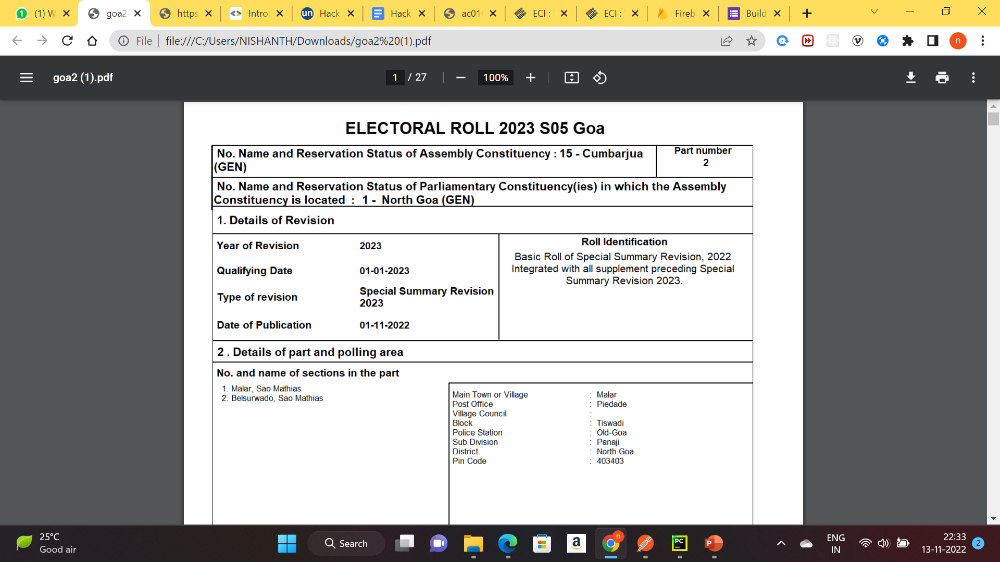 (1) W
goa2
https
Intro
un
Hack
Hack
ac01
ECI :
ECI :
Fireb
Build
File
file:///C:/Users/NISHANTH/Downloads/goa2%20(1).pdf
n
goa2 (1).pdf
1 / 27
100%
ELECTORAL ROLL 2023 S05 Goa
No. Name and Reservation Status of Assembly Constituency : 15 - Cumbarjua
(GEN)
Part number
2
No. Name and Reservation Status of Parliamentary Constituency(ies) in which the Assembly
Constituency is located : 1 - North Goa (GEN)
1. Details of Revision
Year of Revision 2023
Qualifying Date 01-01-2023
Type of revision Special Summary Revision
2023
Date of Publication 01-11-2022
Roll Identification
Basic Roll of Special Summary Revision, 2022
Integrated with all supplement preceding Special
Summary Revision 2023.
2 . Details of part and polling area
No. and name of sections in the part
1. Malar, Sao Mathias
2. Belsurwado, Sao Mathias
Main Town or Village : Malar
Post Office : Piedade
Village Council :
Block : Tiswadi
Police Station : Old-Goa
Sub Division : Panaji
District : North Goa
Pin Code : 403403
25°C
Good air
Search
a
n
PC
P
ENG
IN
22:33
13-11-2022
2